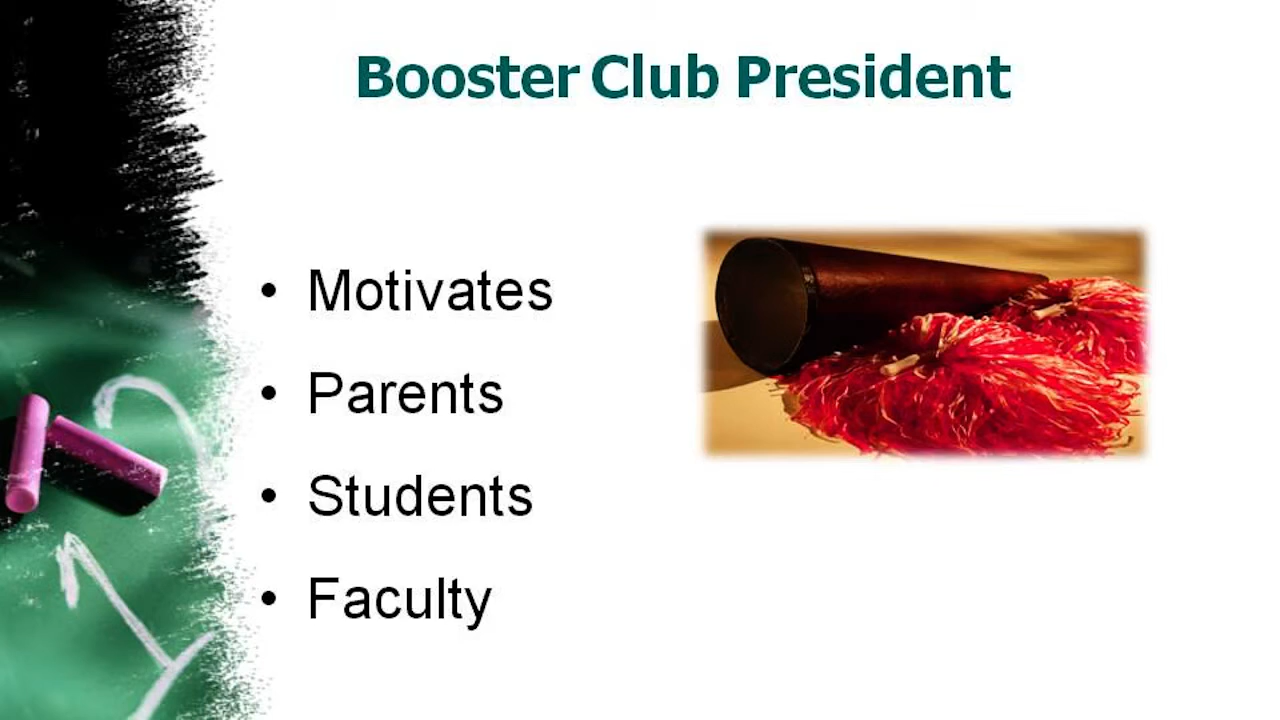 Booster Club President
• Motivates
• Parents
• Students
• Faculty